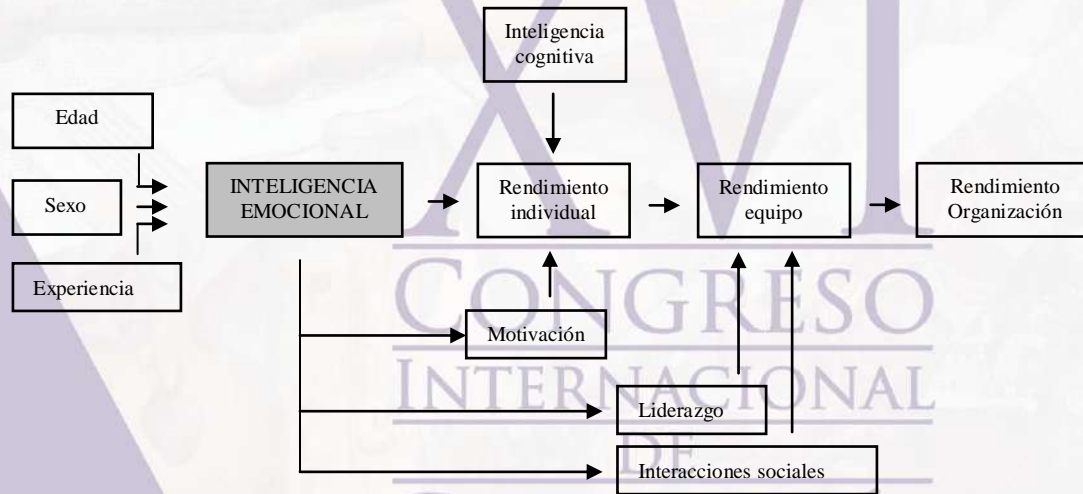 Inteligencia
cognitiva
Edad
Sexo
Experiencia
INTELIGENCIA
EMOCIONAL
Rendimiento
individual
Rendimiento
equipo
Rendimiento
Organización
Motivación
Liderazgo
Interacciones sociales
XVI
CONGRESO
INTERNACIONAL
DE